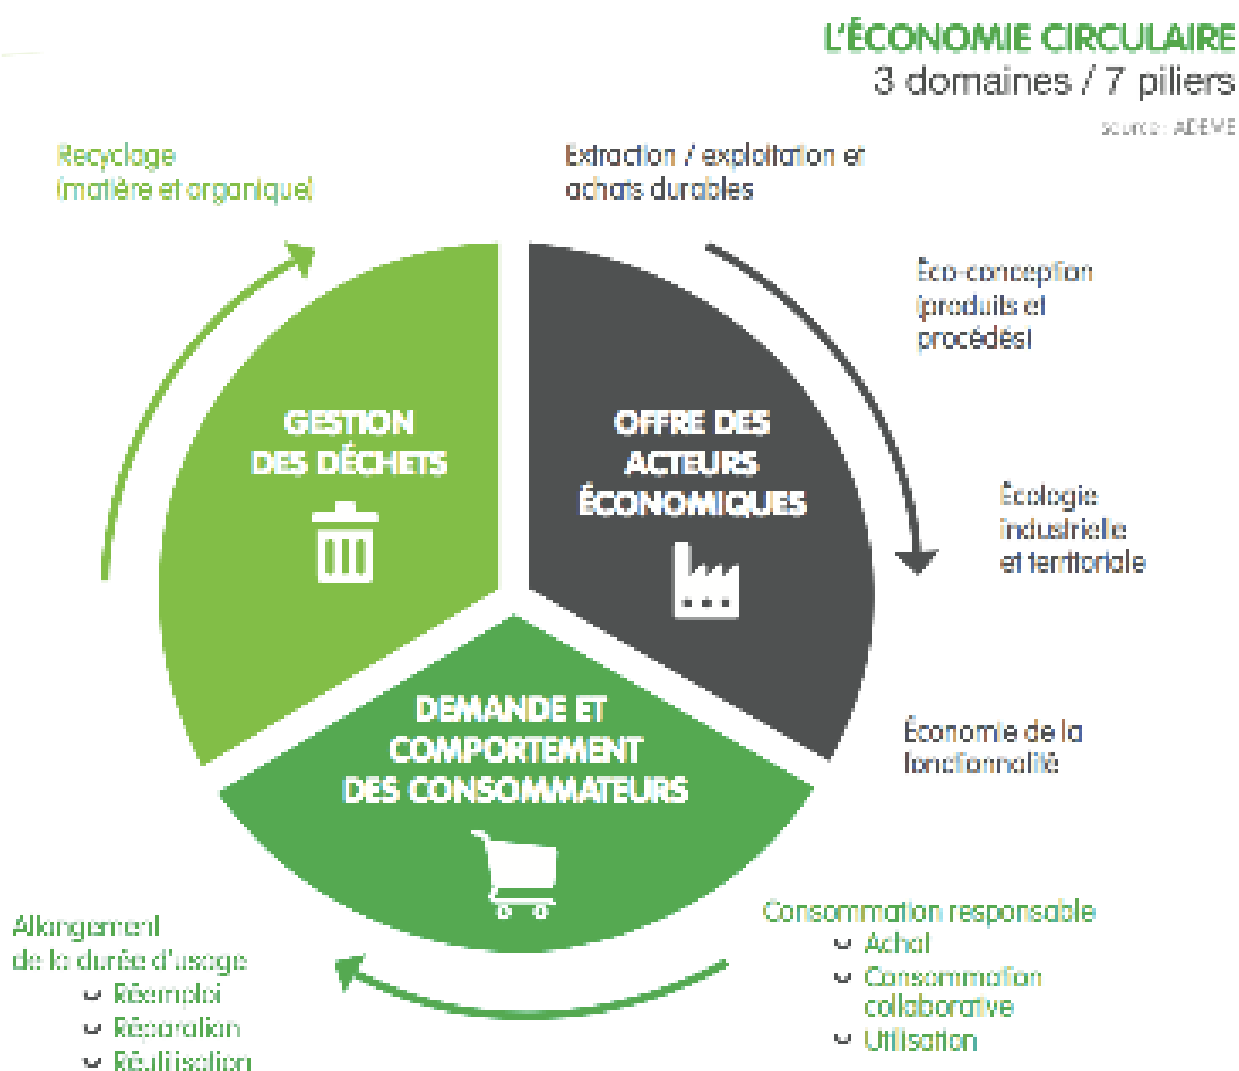 L'ÉCONOMIE CIRCULAIRE
3 domaines / 7 piliers
source: ADEME
Recyclage
(matière et organique)
Extraction / exploitation et
achats durables
Éco-conception
(produits et
procédés)
GESTION
DES DÉCHETS
OFFRE DES
ACTEURS
ÉCONOMIQUES
Écologie
industrielle
et territoriale
DEMANDE ET
COMPORTEMENT
DES CONSOMMATEURS
Économie de la
fonctionnalité
Consommation responsable
Achat
Consommation
collaborative
Utilisation
Allongement
de la durée d'usage
Réemploi
Réparation
Réutilisation